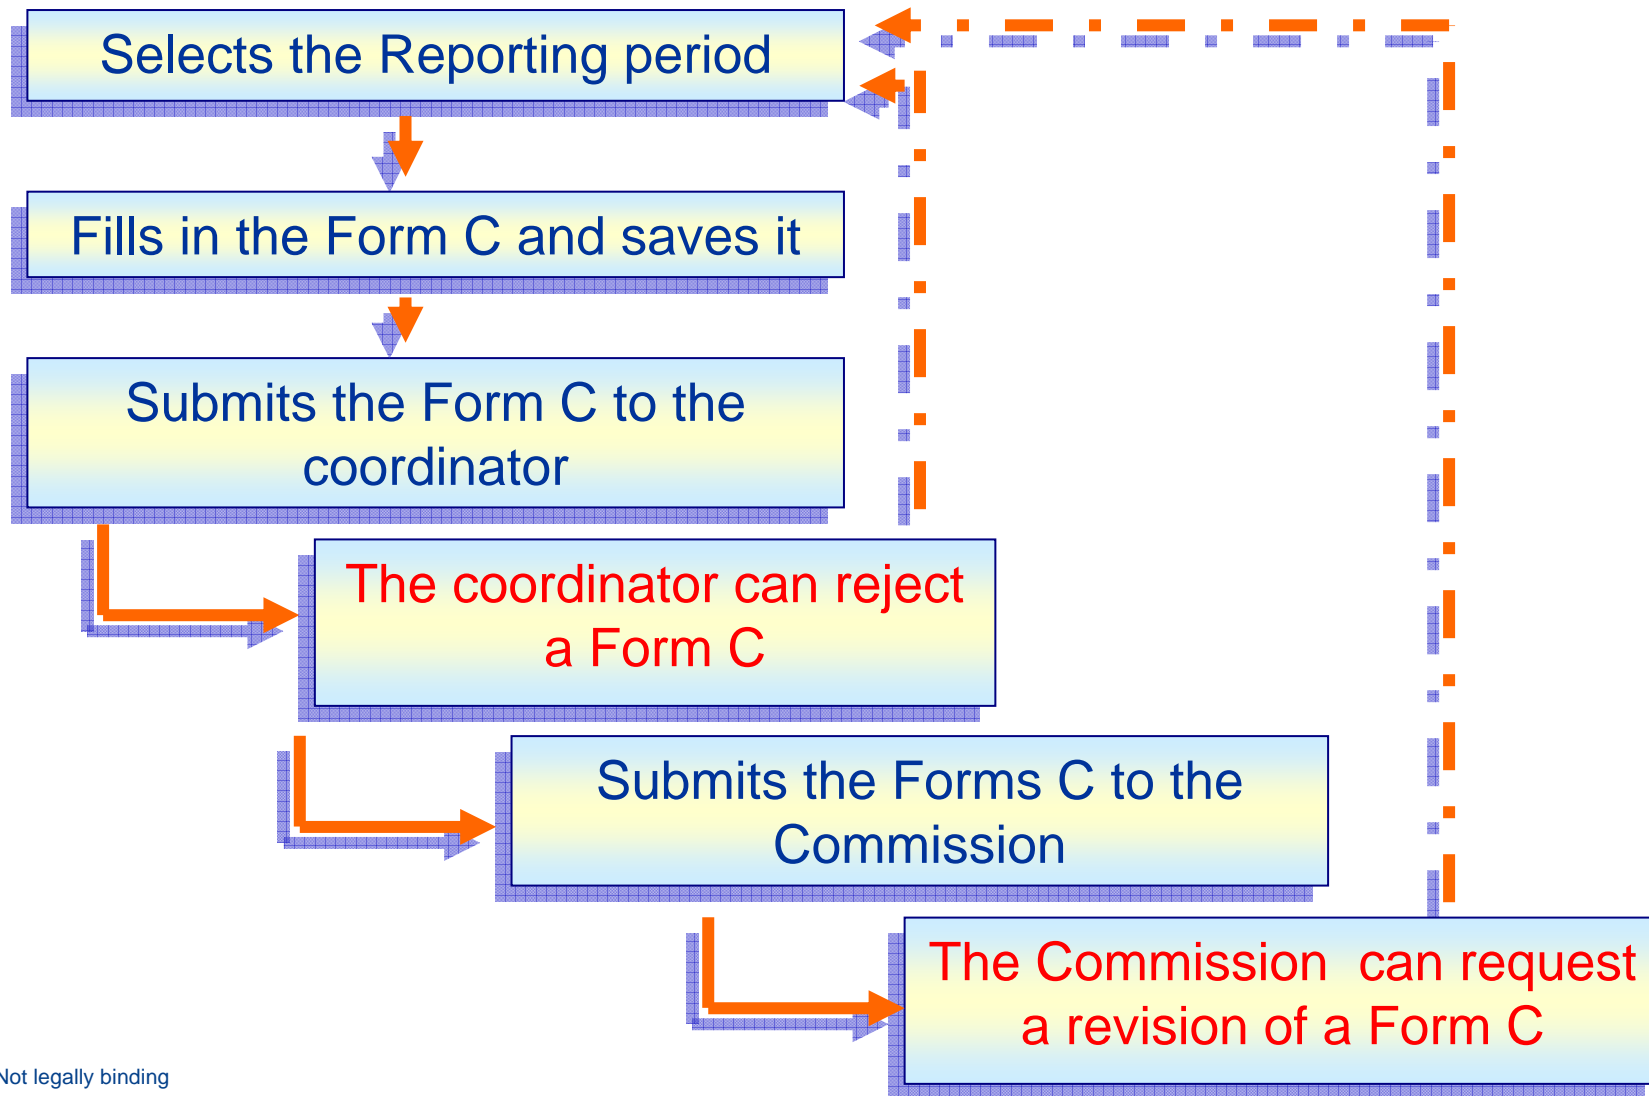 Selects the Reporting period
Fills in the Form C and saves it
Submits the Form C to the
coordinator
The coordinator can reject
a Form C
Submits the Forms C to the
Commission
The Commission  can request
a revision of a Form C
Not legally binding